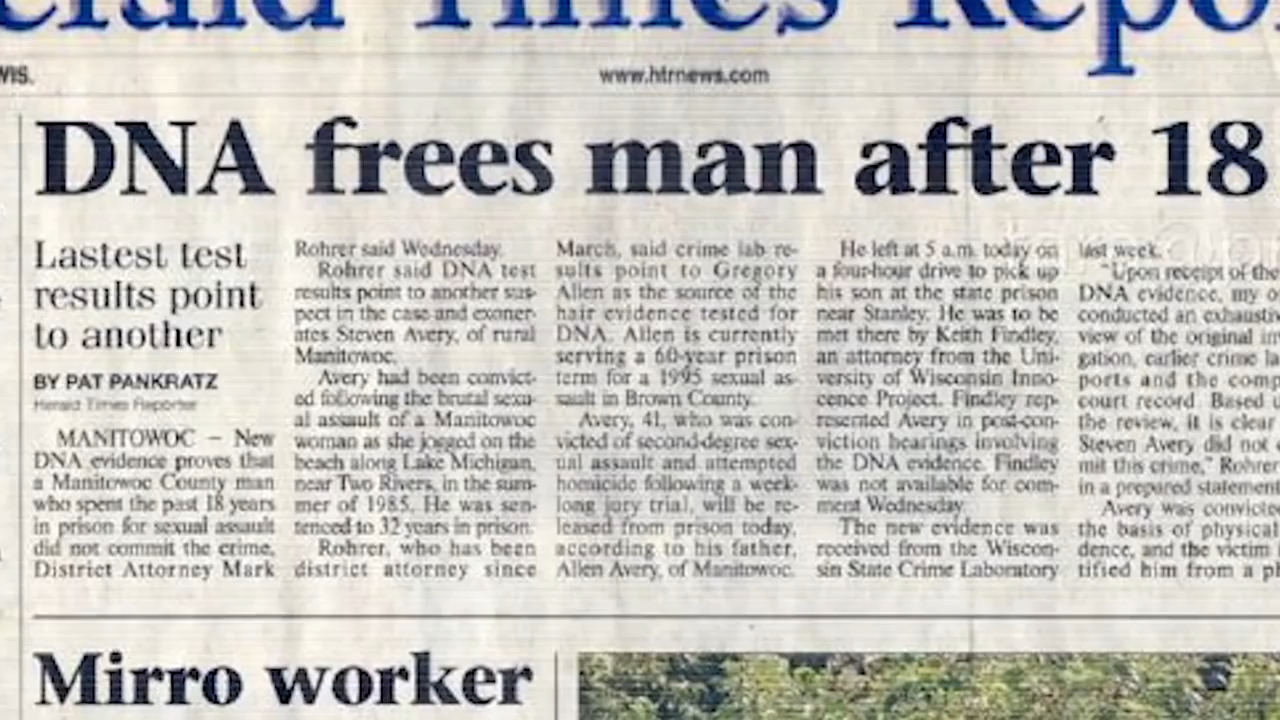 erald Times Repor
WIS.
www.htrnews.com
DNA frees man after 18
Lastest test
results point
to another
BY PAT PANKRATZ
Herald Times Reporter
MANITOWOC – New
DNA evidence proves that
a Manitowoc County man
who spent the past 18 years
in prison for sexual assault
did not commit the crime,
District Attorney Mark
Rohrer said Wednesday.
Rohrer said DNA test
results point to another sus-
pect in the case and exoner-
ates Steven Avery, of rural
Manitowoc.
Avery had been convict-
ed following the brutal sexu-
al assault of a Manitowoc
woman as she jogged on the
beach along Lake Michigan,
near Two Rivers, in the sum-
mer of 1985. He was sen-
tenced to 32 years in prison.
Rohrer, who has been
district attorney since
March, said crime lab re-
sults point to Gregory
Allen as the source of the
hair evidence tested for
DNA. Allen is currently
serving a 60-year prison
term for a 1995 sexual as-
sault in Brown County.
Avery, 41, who was con-
victed of second-degree sex-
ual assault and attempted
homicide following a week-
long jury trial, will be re-
leased from prison today,
according to his father,
Allen Avery, of Manitowoc.
He left at 5 a.m. today on
a four-hour drive to pick up
his son at the state prison
near Stanley. He was to be
met there by Keith Findley,
an attorney from the Uni-
versity of Wisconsin Inno-
cence Project. Findley rep-
resented Avery in post-con-
viction hearings involving
the DNA evidence. Findley
was not available for com-
ment Wednesday.
The new evidence was
received from the Wiscon-
sin State Crime Laboratory
last week.
"Upon receipt of the
DNA evidence, my o
conducted an exhaustiv
view of the original in
gation, earlier crime la
ports and the comp
court record. Based u
the review, it is clear
Steven Avery did not
mit this crime," Rohrer
in a prepared statement
Avery was convicte
the basis of physical
dence, and the victim
tified him from a ph
Mirro worker